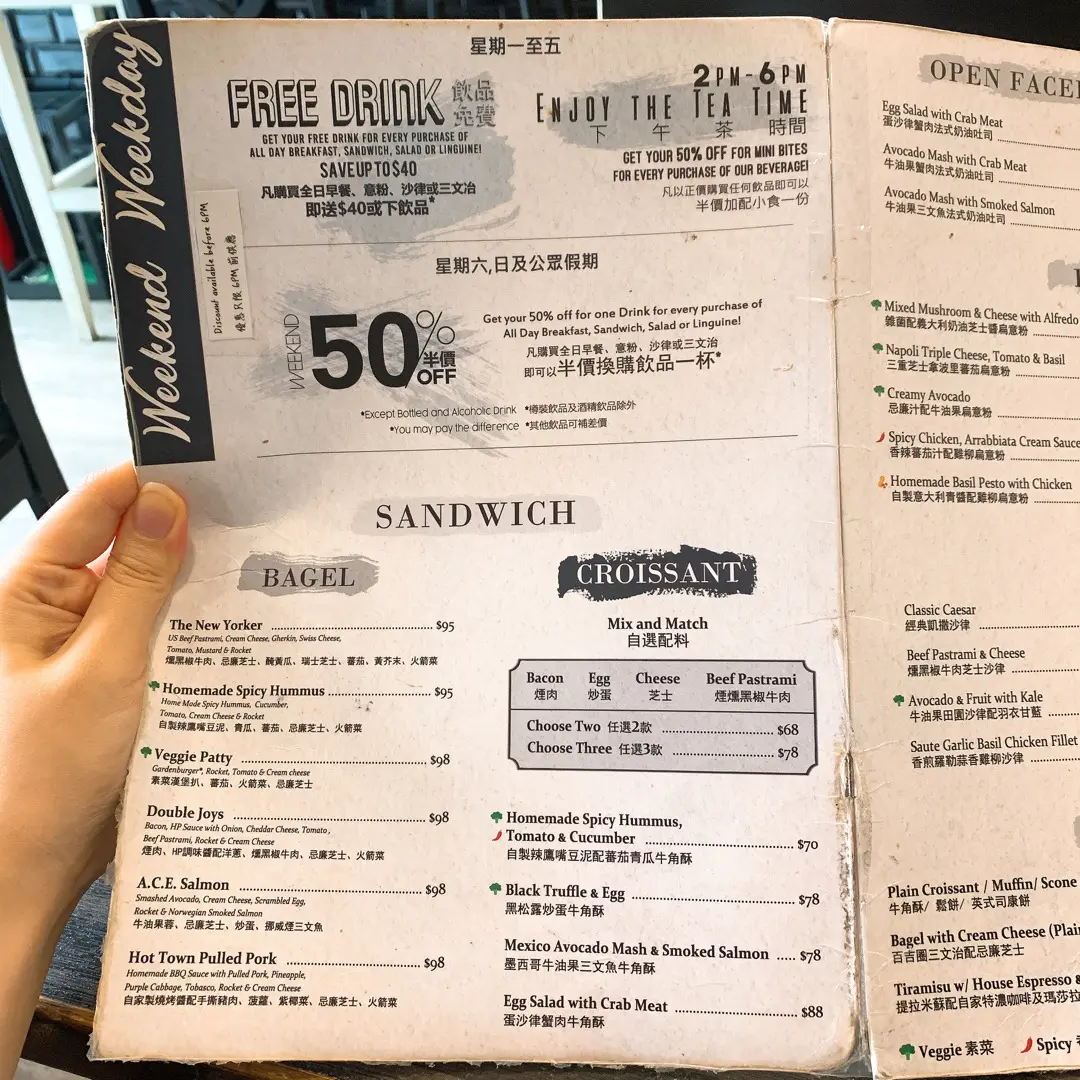 Weekend Weekday
Discount available before 6PM
優惠只限 6PM 前供應
星期一至五
FREE DRINK 飲品免費
GET YOUR FREE DRINK FOR EVERY PURCHASE OF
ALL DAY BREAKFAST, SANDWICH, SALAD OR LINGUINE!
SAVE UP TO $40
凡購買全日早餐、意粉、沙律或三文治
即送$40或下飲品*
2PM-6PM
ENJOY THE TEA TIME
下午茶時間
GET YOUR 50% OFF FOR MINI BITES
FOR EVERY PURCHASE OF OUR BEVERAGE!
凡以正價購買任何飲品即可以
半價加配小食一份
星期六,日及公眾假期
WEEKEND
50%
半價
OFF
Get your 50% off for one Drink for every purchase of
All Day Breakfast, Sandwich, Salad or Linguine!
凡購買全日早餐、意粉、沙律或三文治
即可以半價換購飲品一杯*
*Except Bottled and Alcoholic Drink *樽裝飲品及酒精飲品除外
*You may pay the difference *其他飲品可補差價
SANDWICH
BAGEL
The New Yorker $95
US Beef Pastrami, Cream Cheese, Gherkin, Swiss Cheese,
Tomato, Mustard & Rocket
燻黑椒牛肉、忌廉芝士、醃黃瓜、瑞士芝士、蕃茄、黃芥末、火箭菜
Homemade Spicy Hummus $95
Home Made Spicy Hummus, Cucumber,
Tomato, Cream Cheese & Rocket
自製辣鷹嘴豆泥、青瓜、蕃茄、忌廉芝士、火箭菜
Veggie Patty $98
Gardenburger®, Rocket, Tomato & Cream cheese
素菜漢堡扒、蕃茄、火箭菜、忌廉芝士
Double Joys $98
Bacon, HP Sauce with Onion, Cheddar Cheese, Tomato,
Beef Pastrami, Rocket & Cream Cheese
煙肉、HP調味醬配洋蔥、燻黑椒牛肉、忌廉芝士、火箭菜
A.C.E. Salmon $98
Smashed Avocado, Cream Cheese, Scrambled Egg,
Rocket & Norwegian Smoked Salmon
牛油果蓉、忌廉芝士、炒蛋、挪威煙三文魚
Hot Town Pulled Pork $98
Homemade BBQ Sauce with Pulled Pork, Pineapple,
Purple Cabbage, Tobasco, Rocket & Cream Cheese
自家製燒烤醬配手撕豬肉、菠蘿、紫椰菜、忌廉芝士、火箭菜
CROISSANT
Mix and Match
自選配料
Bacon Egg Cheese Beef Pastrami
煙肉 炒蛋 芝士 煙燻黑椒牛肉
Choose Two 任選2款 $68
Choose Three 任選3款 $78
Homemade Spicy Hummus,
Tomato & Cucumber $70
自製辣鷹嘴豆泥配蕃茄青瓜牛角酥
Black Truffle & Egg $78
黑松露炒蛋牛角酥
Mexico Avocado Mash & Smoked Salmon $78
墨西哥牛油果三文魚牛角酥
Egg Salad with Crab Meat $88
蛋沙律蟹肉牛角酥
OPEN FACE
Egg Salad with Crab Meat
蛋沙律蟹肉法式奶油吐司
Avocado Mash with Crab Meat
牛油果蟹肉法式奶油吐司
Avocado Mash with Smoked Salmon
牛油果三文魚法式奶油吐司
Mixed Mushroom & Cheese with Alfredo
雜菌配義大利奶油芝士醬扁意粉
Napoli Triple Cheese, Tomato & Basil
三重芝士拿波里蕃茄扁意粉
Creamy Avocado
忌廉汁配牛油果扁意粉
Spicy Chicken, Arrabbiata Cream Sauce
香辣蕃茄汁配雞柳扁意粉
Homemade Basil Pesto with Chicken
自製意大利青醬配雞柳扁意粉
Classic Caesar
經典凱撒沙律
Beef Pastrami & Cheese
燻黑椒牛肉芝士沙律
Avocado & Fruit with Kale
牛油果田園沙律配羽衣甘藍
Saute Garlic Basil Chicken Fillet
香煎羅勒蒜香雞柳沙律
Plain Croissant / Muffin/ Scone
牛角酥/ 鬆餅/ 英式司康餅
Bagel with Cream Cheese (Plai
百吉圈三文治配忌廉芝士
Tiramisu w/ House Espresso &
提拉米蘇配自家特濃咖啡及瑪莎拉
Veggie 素菜 Spicy